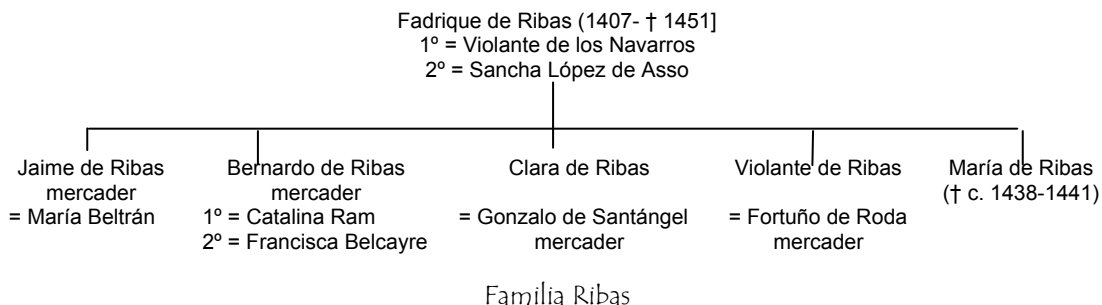 Fadrique de Ribas (1407- † 1451]
1º = Violante de los Navarros
2º = Sancha López de Asso
Jaime de Ribas
mercader
= María Beltrán
Bernardo de Ribas
mercader
1º = Catalina Ram
2º = Francisca Belcayre
Clara de Ribas
= Gonzalo de Santángel
mercader
Violante de Ribas
= Fortuño de Roda
mercader
María de Ribas
(† c. 1438-1441)
Familia Ribas